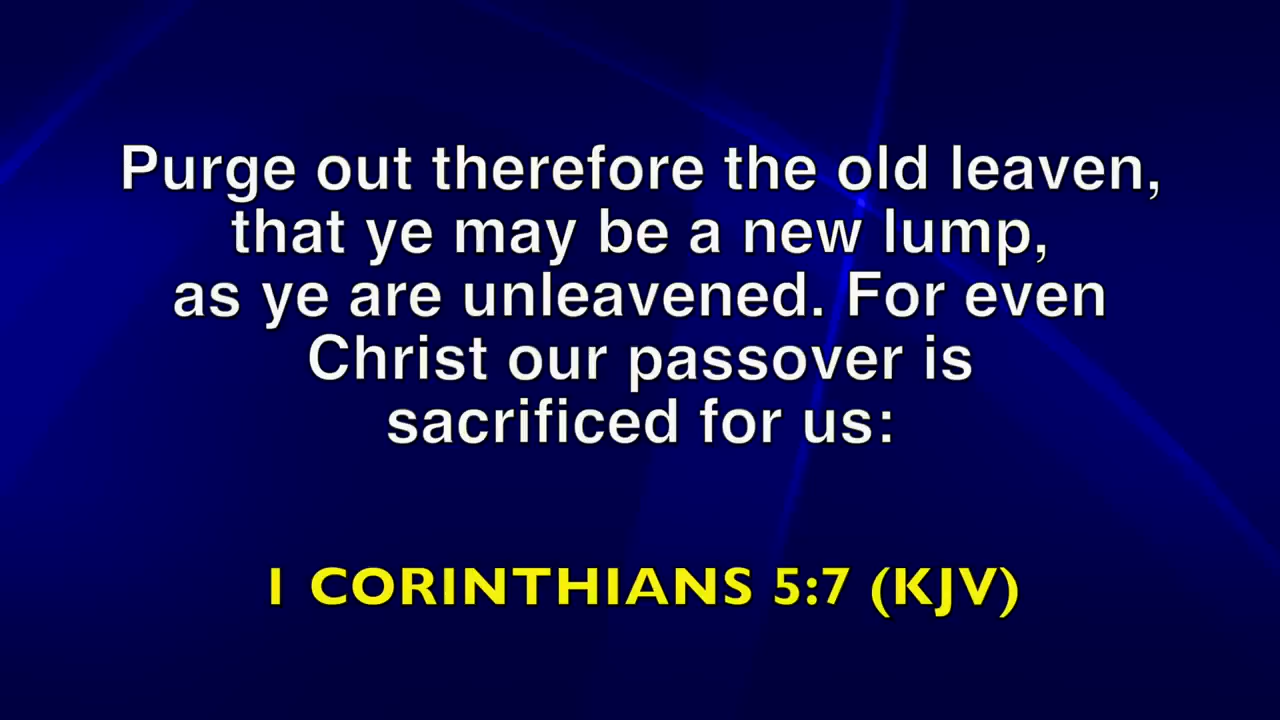 Purge out therefore the old leaven,
that ye may be a new lump,
as ye are unleavened. For even
Christ our passover is
sacrificed for us:
1 CORINTHIANS 5:7 (KJV)